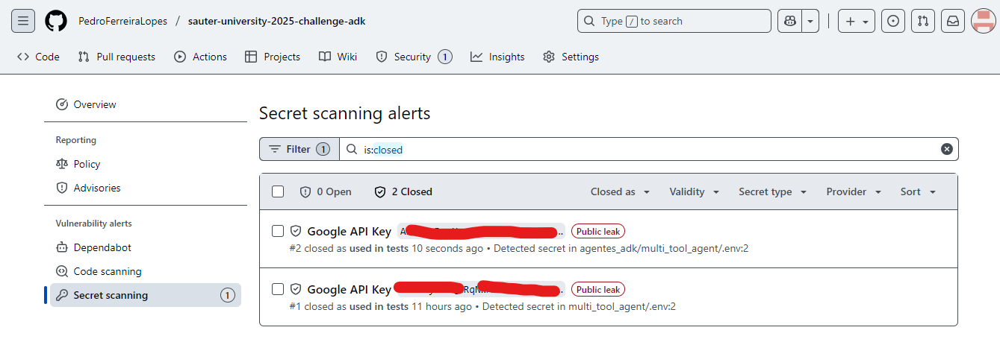 PedroFerreiraLopes / sauter-university-2025-challenge-adk
Type / to search
Code Pull requests Actions Projects Wiki Security 1 Insights Settings
Overview
Reporting
Policy
Advisories
Vulnerability alerts
Dependabot
Code scanning
Secret scanning 1
Secret scanning alerts
Filter 1 is:closed
0 Open 2 Closed Closed as Validity Secret type Provider Sort
Google API Key Public leak
#2 closed as used in tests 10 seconds ago • Detected secret in agentes_adk/multi_tool_agent/.env:2
Google API Key Public leak
#1 closed as used in tests 11 hours ago • Detected secret in multi_tool_agent/.env:2